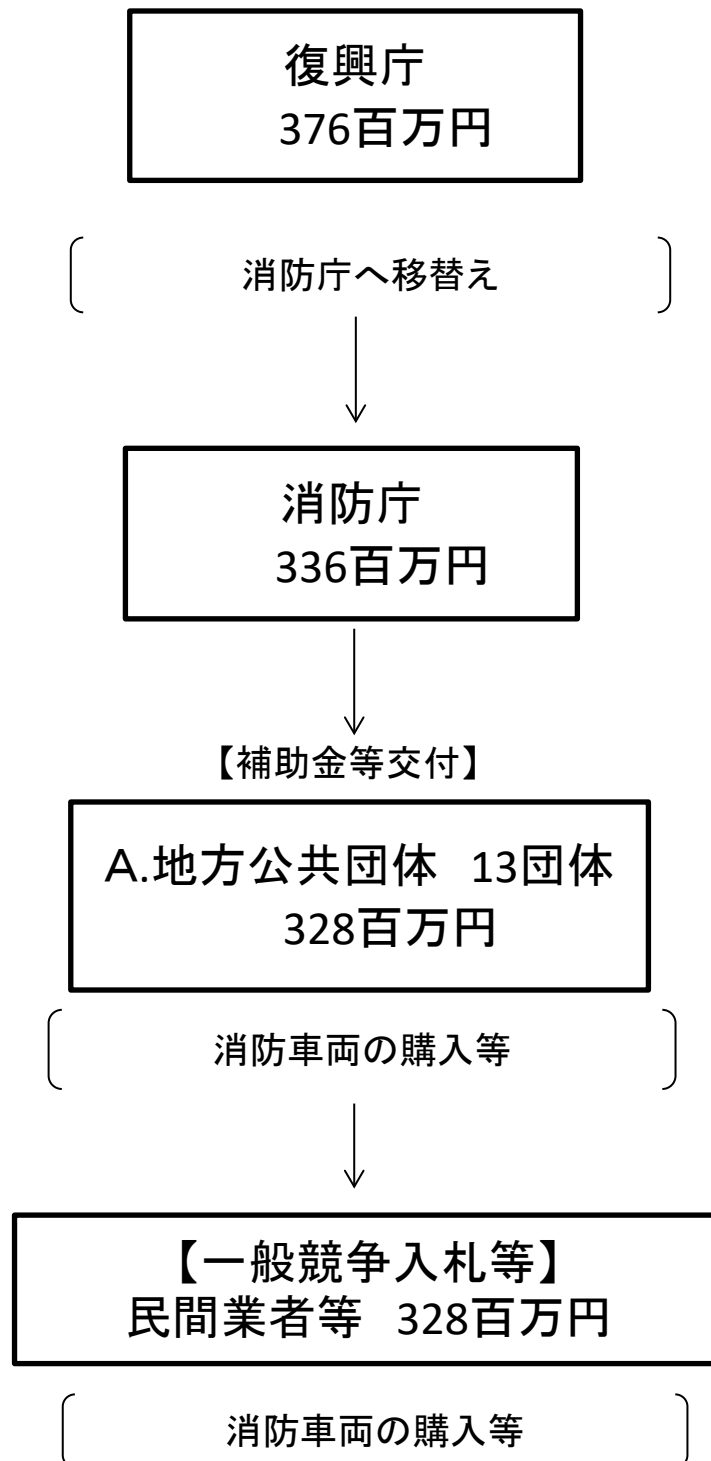 復興庁
376百万円
消防庁へ移替え
消防庁
336百万円
【補助金等交付】
A.地方公共団体 13団体
328百万円
消防車両の購入等
【一般競争入札等】
民間業者等 328百万円
消防車両の購入等